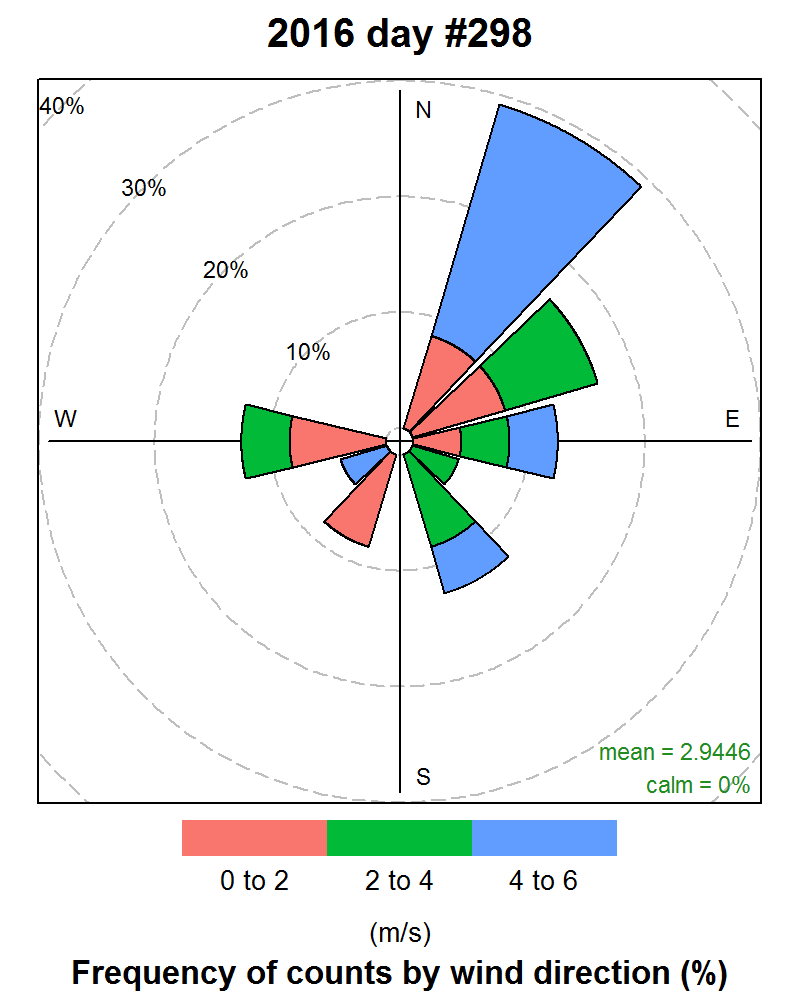 2016 day #298
40%
N
30%
20%
10%
W
E
mean = 2.9446
S
calm = 0%
0 to 2 2 to 4 4 to 6
(m/s)
Frequency of counts by wind direction (%)